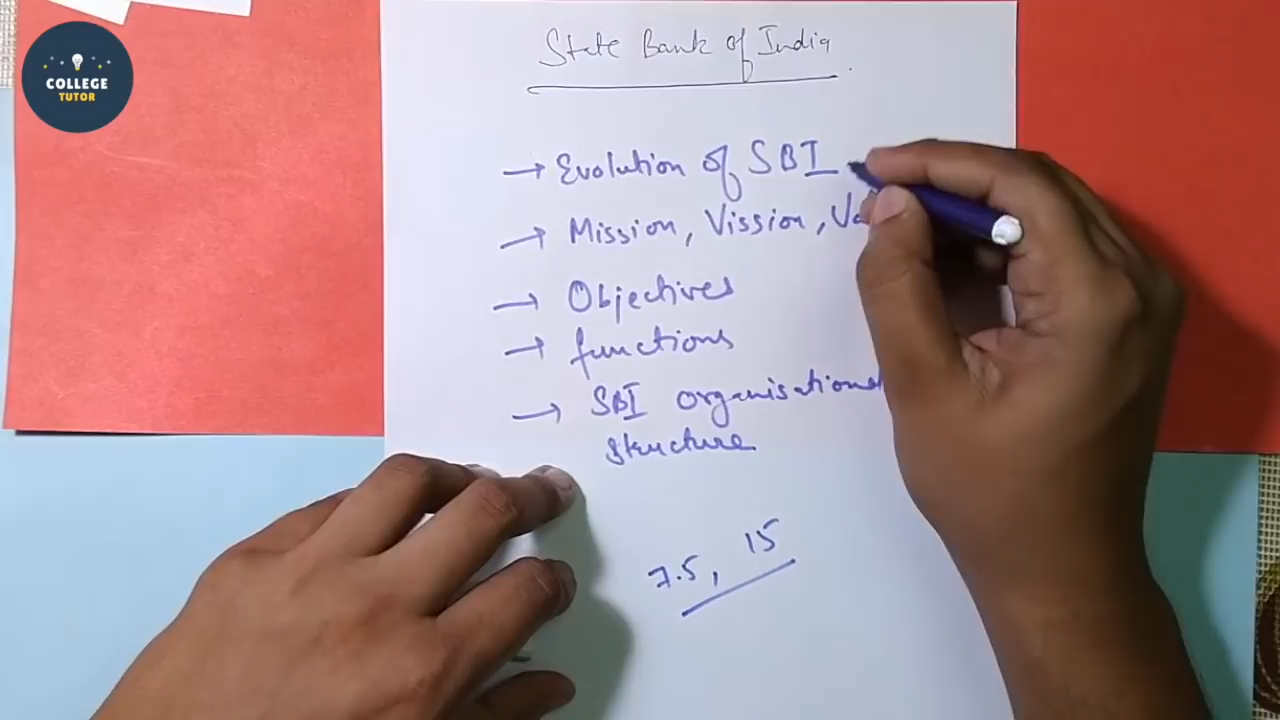 COLLEGE
TUTOR
State Bank of India
→ Evolution of SBI
→ Mission, Vission,
→ Objectives
→ functions
→ SBI organisational
structure
7.5, 15